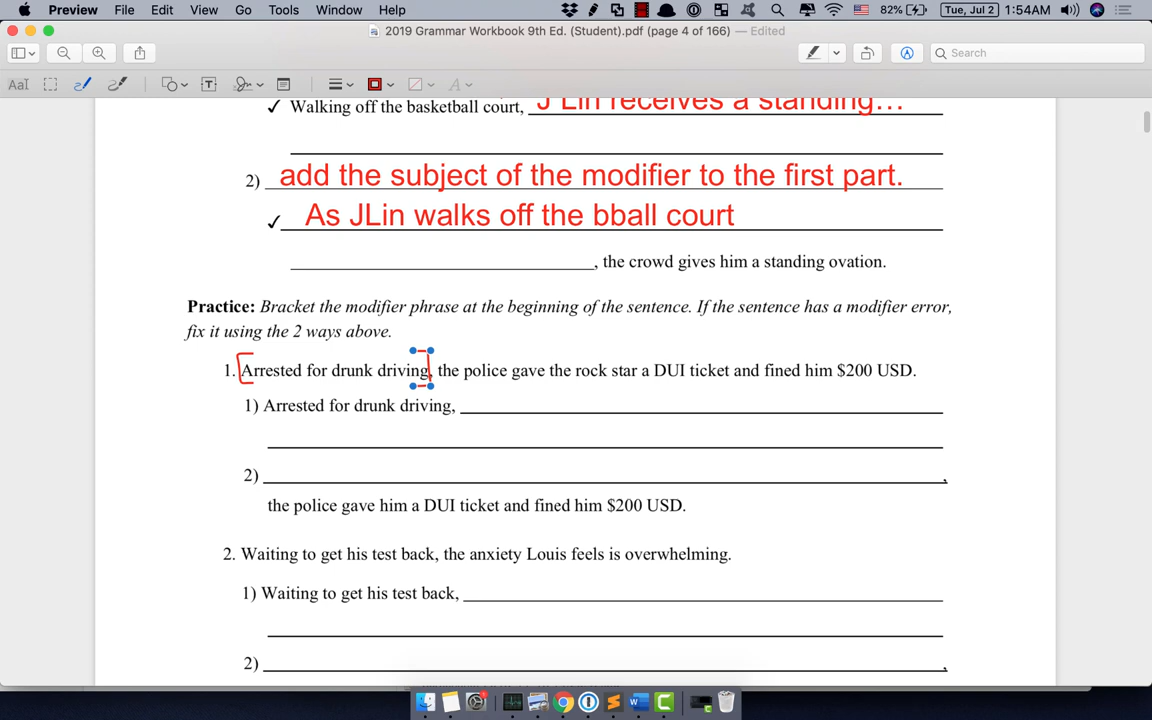 Preview File Edit View Go Tools Window Help 82% Tue, Jul 2 1:54AM
2019 Grammar Workbook 9th Ed. (Student).pdf (page 4 of 166) — Edited
Search
AaI T A
✓ Walking off the basketball court, J Lin receives a standing...
2) add the subject of the modifier to the first part.
✓ As JLin walks off the bball court
, the crowd gives him a standing ovation.
Practice: Bracket the modifier phrase at the beginning of the sentence. If the sentence has a modifier error,
fix it using the 2 ways above.
1. [Arrested for drunk driving], the police gave the rock star a DUI ticket and fined him $200 USD.
1) Arrested for drunk driving,
2) ,
the police gave him a DUI ticket and fined him $200 USD.
2. Waiting to get his test back, the anxiety Louis feels is overwhelming.
1) Waiting to get his test back,
2) ,